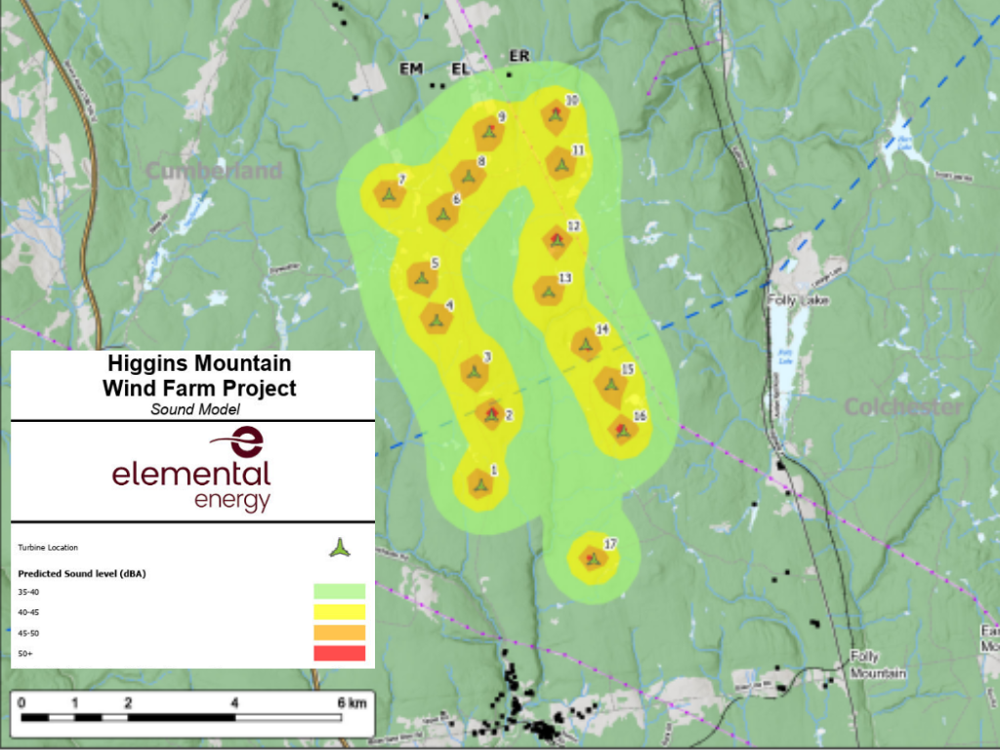 ER
EM EL
10
9
11
Cumberland
8
7
6
12
5
13
4
Folly Lake
14
3
Folly
Lake
15
Colchester
2
16
1
17
Higgins Mountain
Wind Farm Project
Sound Model
elemental
energy
Turbine Location
Predicted Sound level (dBA)
35-40
40-45
45-50
50+
Folly
Mountain
0 1 2 4 6 km